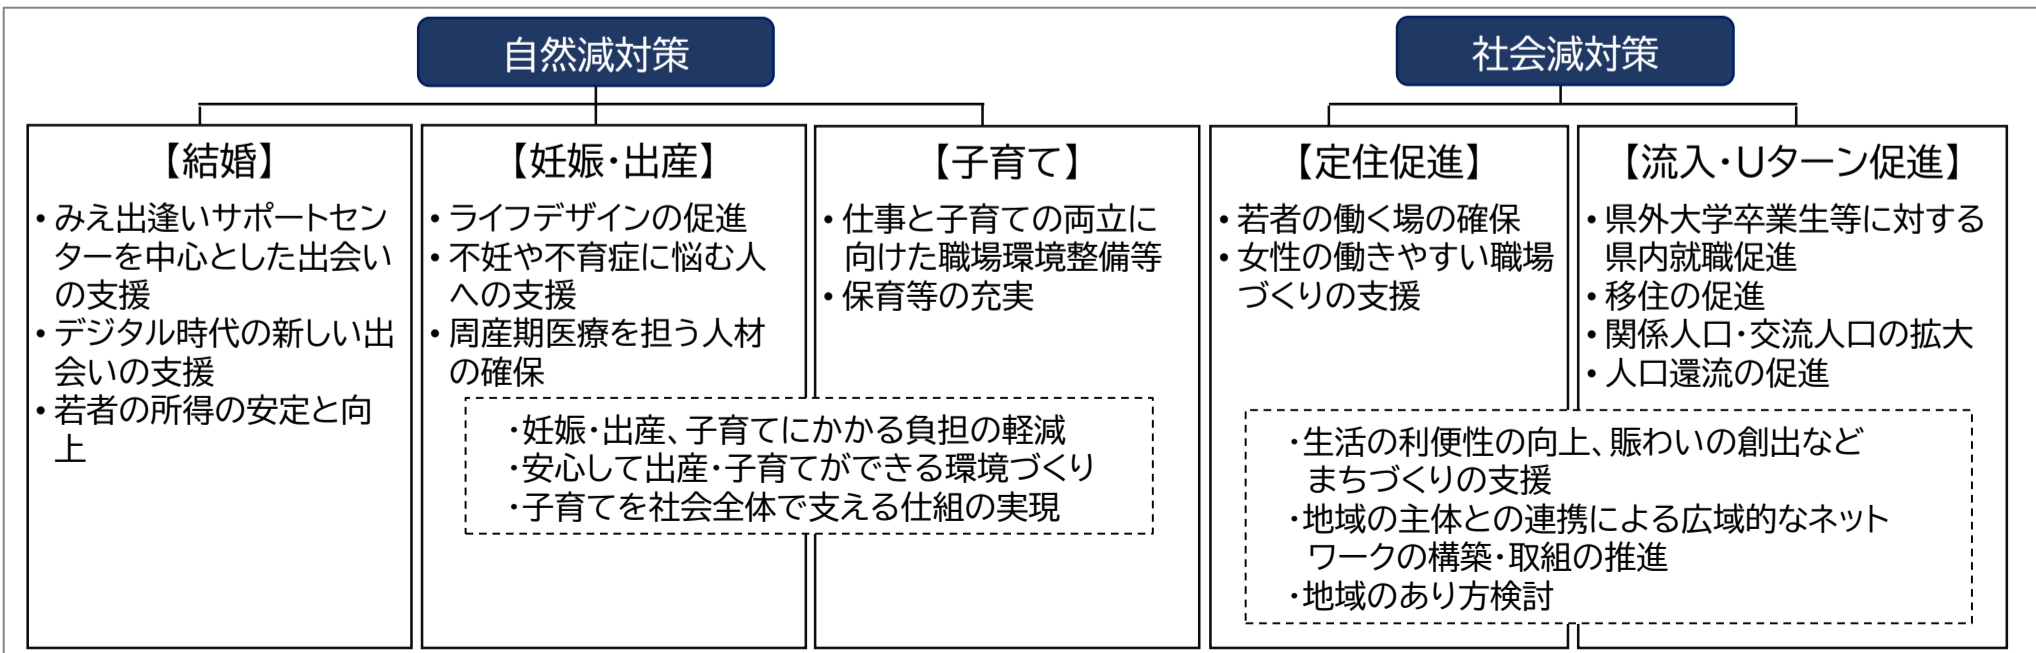 自然減対策
【結婚】
• みえ出逢いサポートセン
ターを中心とした出会い
の支援
• デジタル時代の新しい出
会いの支援
• 若者の所得の安定と向
上
【妊娠・出産】
• ライフデザインの促進
• 不妊や不育症に悩む人
への支援
• 周産期医療を担う人材
の確保
【子育て】
• 仕事と子育ての両立に
向けた職場環境整備等
• 保育等の充実
・妊娠・出産、子育てにかかる負担の軽減
・安心して出産・子育てができる環境づくり
・子育てを社会全体で支える仕組の実現
社会減対策
【定住促進】
• 若者の働く場の確保
• 女性の働きやすい職場
づくりの支援
【流入・Uターン促進】
• 県外大学卒業生等に対する
県内就職促進
• 移住の促進
• 関係人口・交流人口の拡大
• 人口還流の促進
・生活の利便性の向上、賑わいの創出など
まちづくりの支援
・地域の主体との連携による広域的なネット
ワークの構築・取組の推進
・地域のあり方検討